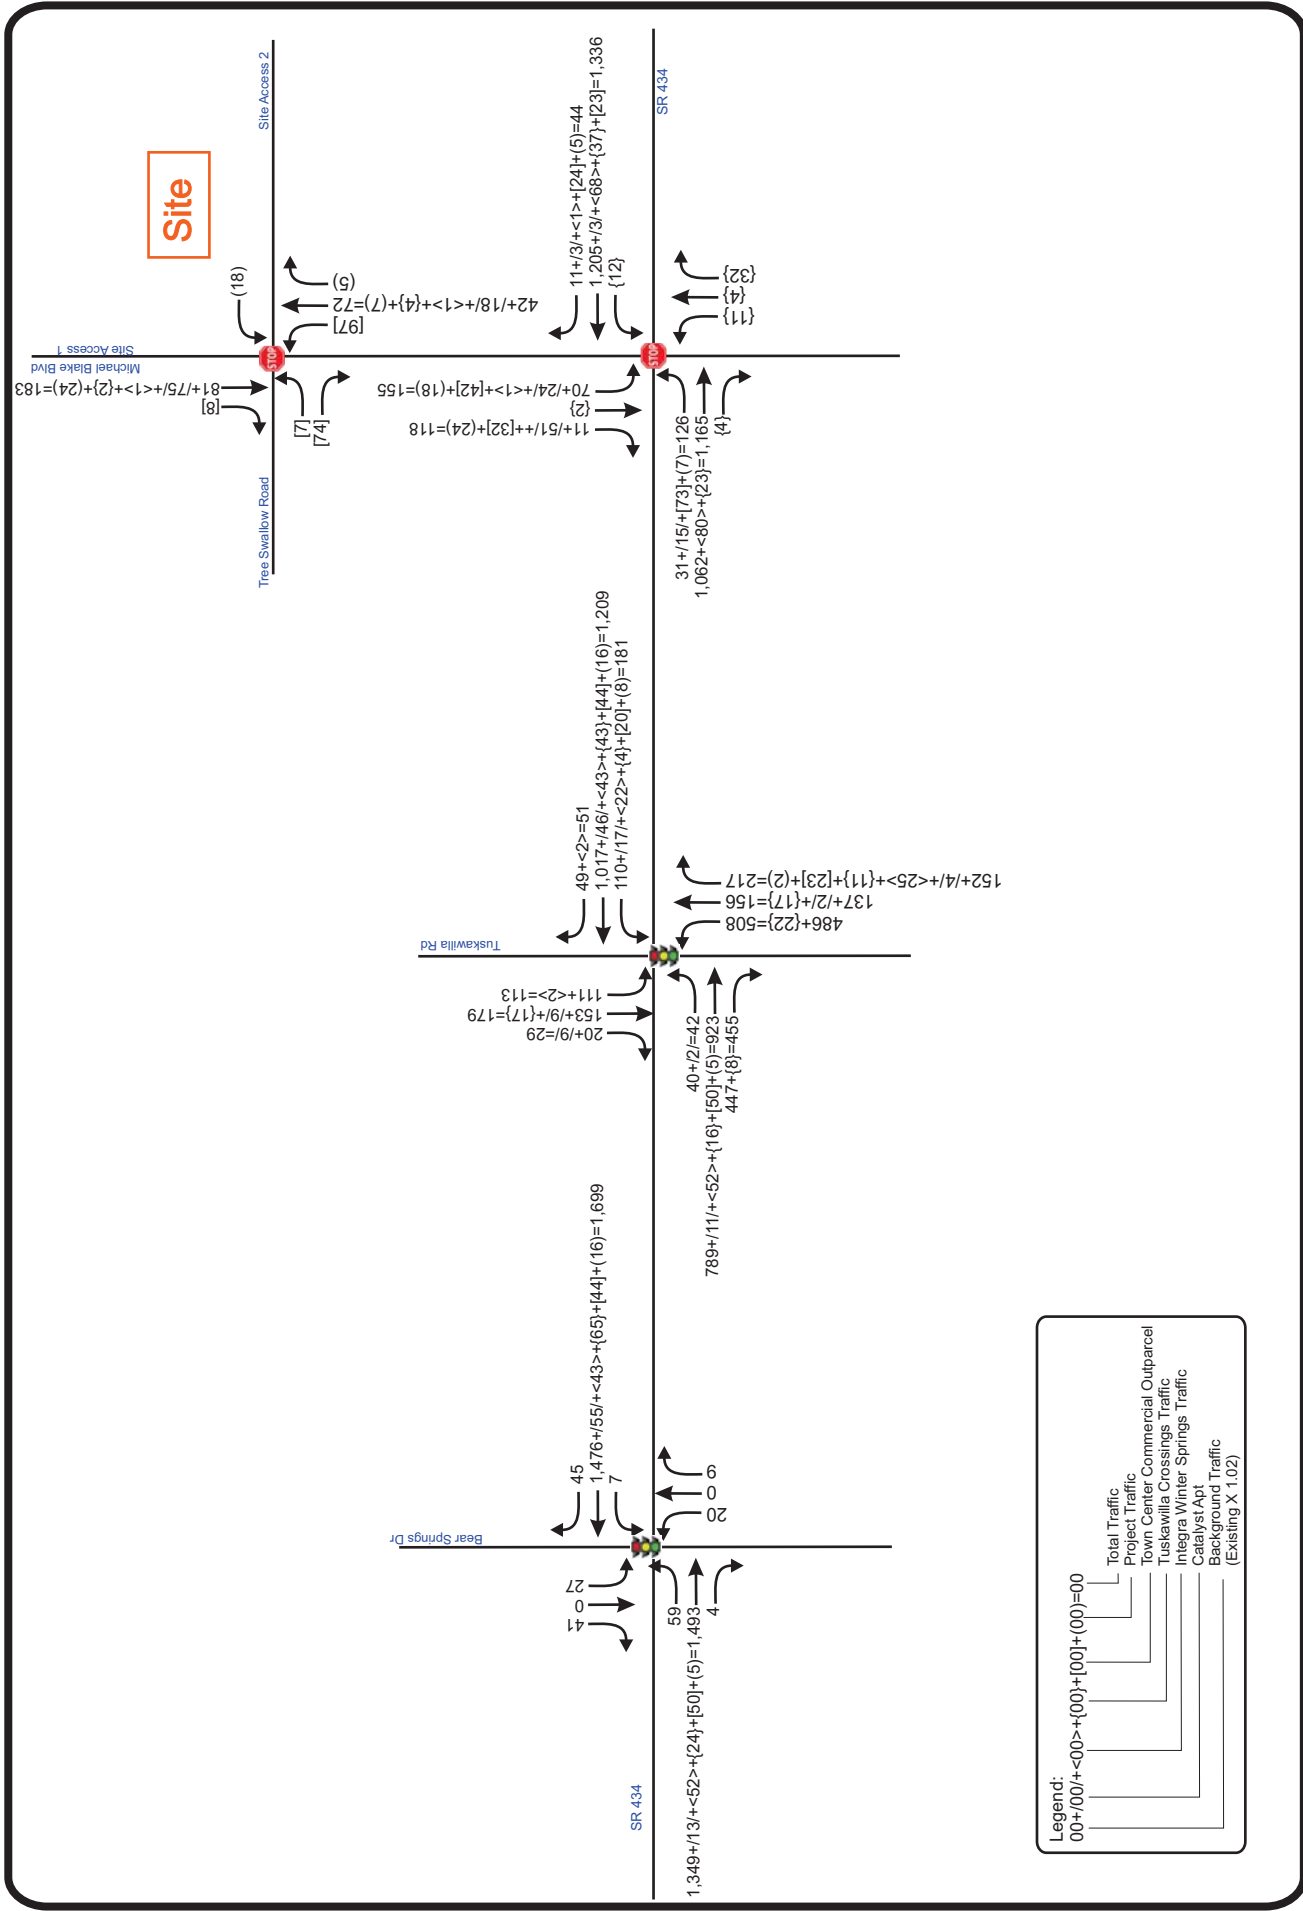 Site
Site Access 2
(18)
(5)
42+/18/+<1>+{4}+(7)=72
[97]
Site Access 1
Michael Blake Blvd
81+/75/+<1>+{2}+(24)=183
[8]
[7]
[74]
Tree Swallow Road
STOP
SR 434
11+/3/+<1>+[24]+(5)=44
1,205+/3/+<68>+{37}+[23]=1,336
{12}
{32}
{4}
{11}
70+/24/+<1>+[42]+(18)=155
{2}
11+/51/++[32]+(24)=118
STOP
31+/15/+[73]+(7)=126
1,062+<80>+{23}=1,165
{4}
49+<2>=51
1,017+/46/+<43>+{43}+[44]+(16)=1,209
110+/17/+<22>+{4}+[20]+(8)=181
Tuskawilla Rd
152+/4/+<25>+{11}+[23]+(2)=217
137+/2/+{17}=156
486+{22}=508
111+<2>=113
153+/9/+{17}=179
20+/9/=29
40+/2/=42
789+/11/+<52>+{16}+[50]+(5)=923
447+{8}=455
45
1,476+/55/+<43>+{65}+[44]+(16)=1,699
7
Bear Springs Dr
9
0
20
27
0
41
59
1,349+/13/+<52>+{24}+[50]+(5)=1,493
4
SR 434
Legend:
00+/00/+<00>+{00}+[00]+(00)=00
Total Traffic
Project Traffic
Town Center Commercial Outparcel
Tuskawilla Crossings Traffic
Integra Winter Springs Traffic
Catalyst Apt
Background Traffic
(Existing X 1.02)